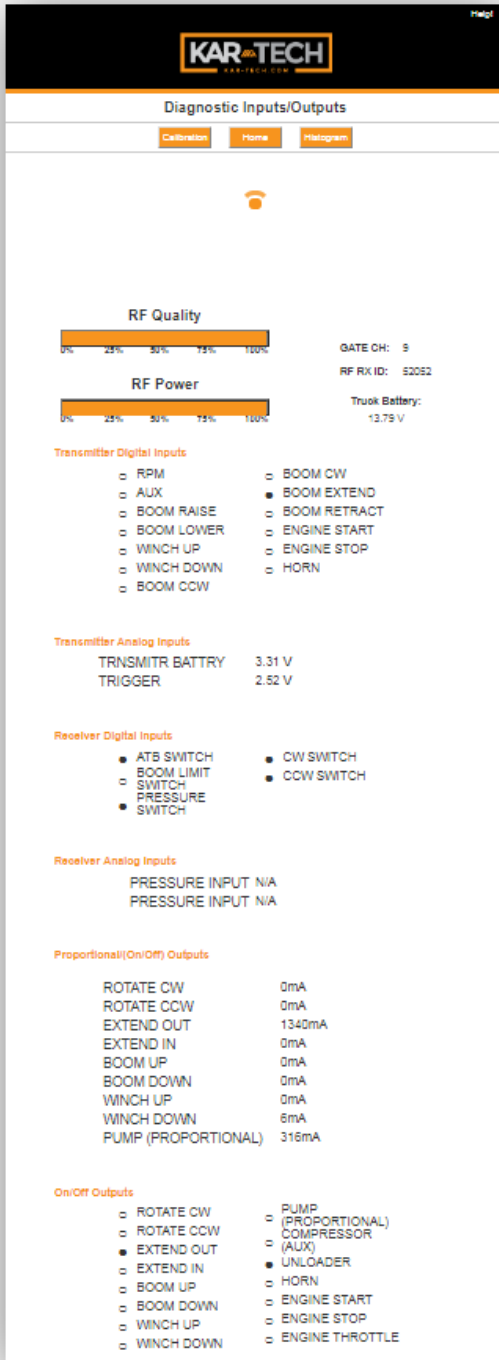 Help!
KAR-TECH
KAR-TECH.COM
Diagnostic Inputs/Outputs
Calibration Home Histogram
RF Quality
0% 25% 50% 75% 100%
GATE CH: 9
RF RX ID: 52052
RF Power
0% 25% 50% 75% 100%
Truck Battery:
13.79 V
Transmitter Digital Inputs
RPM
AUX
BOOM RAISE
BOOM LOWER
WINCH UP
WINCH DOWN
BOOM CCW
BOOM CW
BOOM EXTEND
BOOM RETRACT
ENGINE START
ENGINE STOP
HORN
Transmitter Analog Inputs
TRNSMITR BATTRY 3.31 V
TRIGGER 2.52 V
Receiver Digital Inputs
ATB SWITCH
BOOM LIMIT
SWITCH
PRESSURE
SWITCH
CW SWITCH
CCW SWITCH
Receiver Analog Inputs
PRESSURE INPUT N/A
PRESSURE INPUT N/A
Proportional/(On/Off) Outputs
ROTATE CW 0mA
ROTATE CCW 0mA
EXTEND OUT 1340mA
EXTEND IN 0mA
BOOM UP 0mA
BOOM DOWN 0mA
WINCH UP 0mA
WINCH DOWN 6mA
PUMP (PROPORTIONAL) 316mA
On/Off Outputs
ROTATE CW
ROTATE CCW
EXTEND OUT
EXTEND IN
BOOM UP
BOOM DOWN
WINCH UP
WINCH DOWN
PUMP
(PROPORTIONAL)
COMPRESSOR
(AUX)
UNLOADER
HORN
ENGINE START
ENGINE STOP
ENGINE THROTTLE